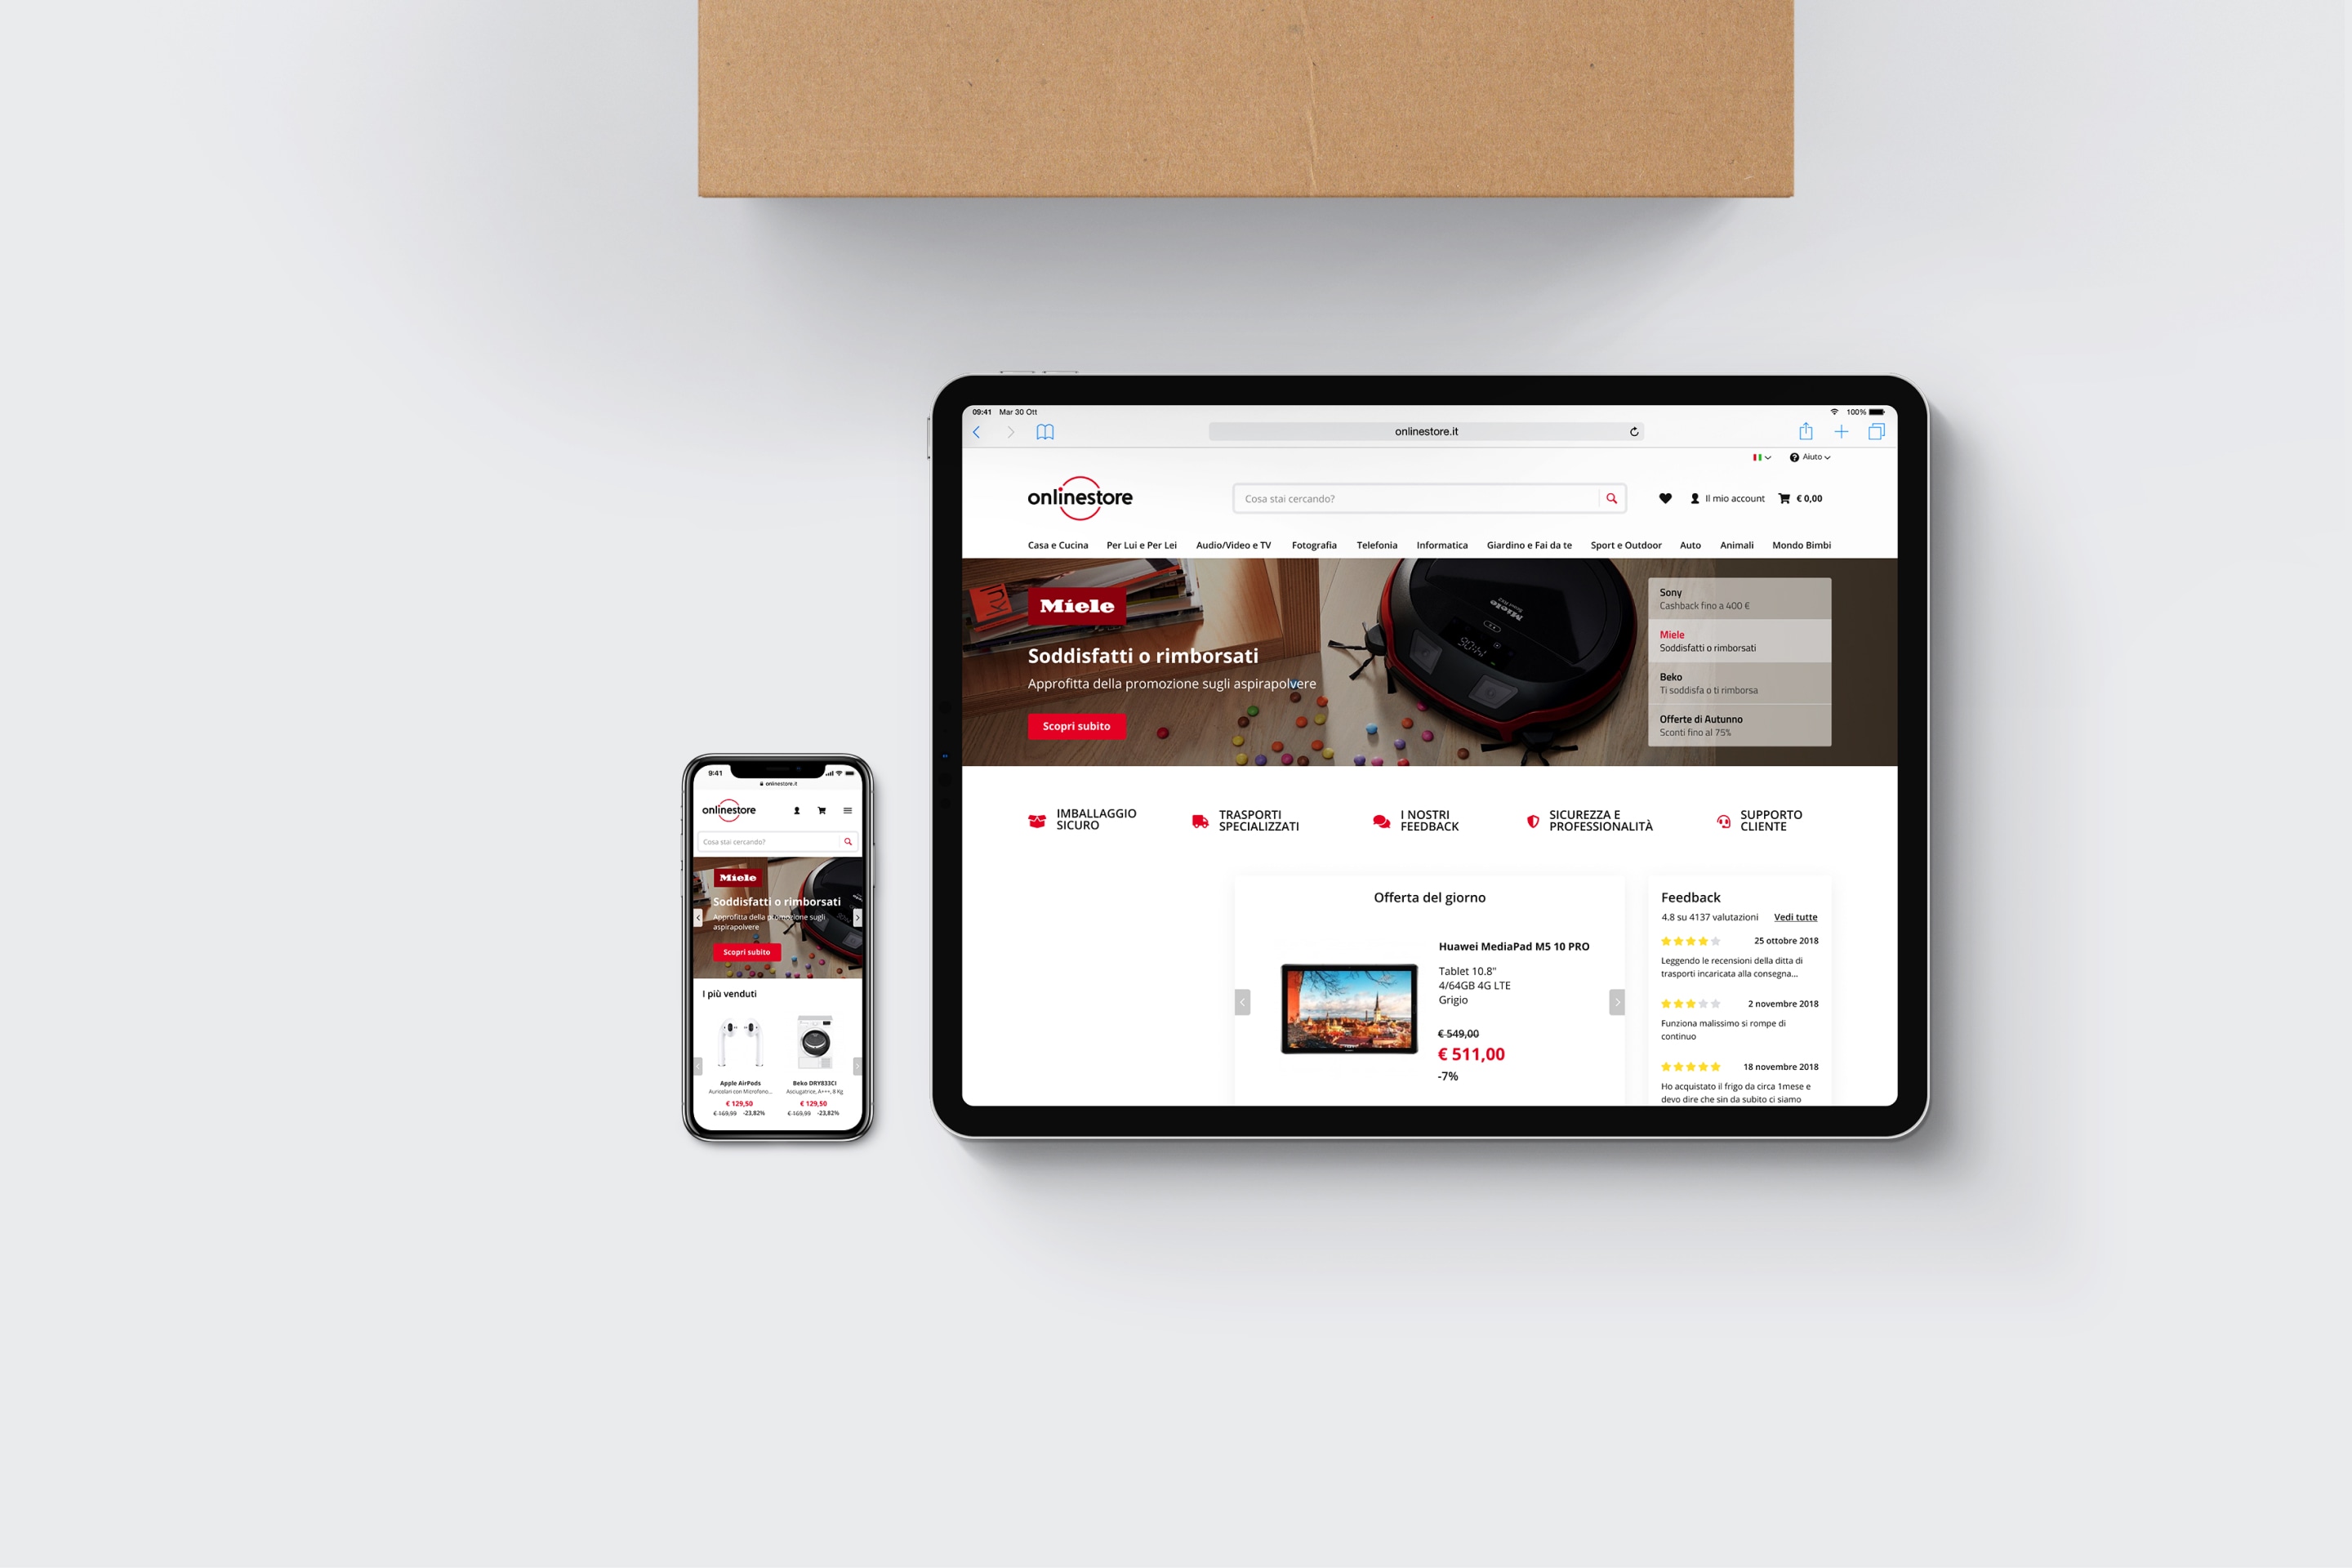 09:41 Mar 30 Ott
100%
onlinestore.it
Aiuto
onlinestore
Cosa stai cercando?
Il mio account
€ 0,00
Casa e Cucina Per Lui e Per Lei Audio/Video e TV Fotografia Telefonia Informatica Giardino e Fai da te Sport e Outdoor Auto Animali Mondo Bimbi
Miele
Soddisfatti o rimborsati
Approfitta della promozione sugli aspirapolvere
Scopri subito
Miele
Sony
Cashback fino a 400 €
Miele
Soddisfatti o rimborsati
Beko
Ti soddisfa o ti rimborsa
Offerte di Autunno
Sconti fino al 75%
IMBALLAGGIO
SICURO
TRASPORTI
SPECIALIZZATI
I NOSTRI
FEEDBACK
SICUREZZA E
PROFESSIONALITÀ
SUPPORTO
CLIENTE
Offerta del giorno
Huawei MediaPad M5 10 PRO
Tablet 10.8"
4/64GB 4G LTE
Grigio
€ 549,00
€ 511,00
-7%
Feedback
4.8 su 4137 valutazioni Vedi tutte
25 ottobre 2018
Leggendo le recensioni della ditta di
trasporti incaricata alla consegna...
2 novembre 2018
Funziona malissimo si rompe di
continuo
18 novembre 2018
Ho acquistato il frigo da circa 1mese e
devo dire che sin da subito ci siamo
9:41
onlinestore.it
onlinestore
Cosa stai cercando?
Miele
Soddisfatti o rimborsati
Approfitta della promozione sugli
aspirapolvere
Scopri subito
I più venduti
Apple AirPods
Auricolari con Microfono...
€ 129,50
€ 169,99 -23,82%
Beko DRY833CI
Asciugatrice, A+++, 8 Kg
€ 129,50
€ 169,99 -23,82%